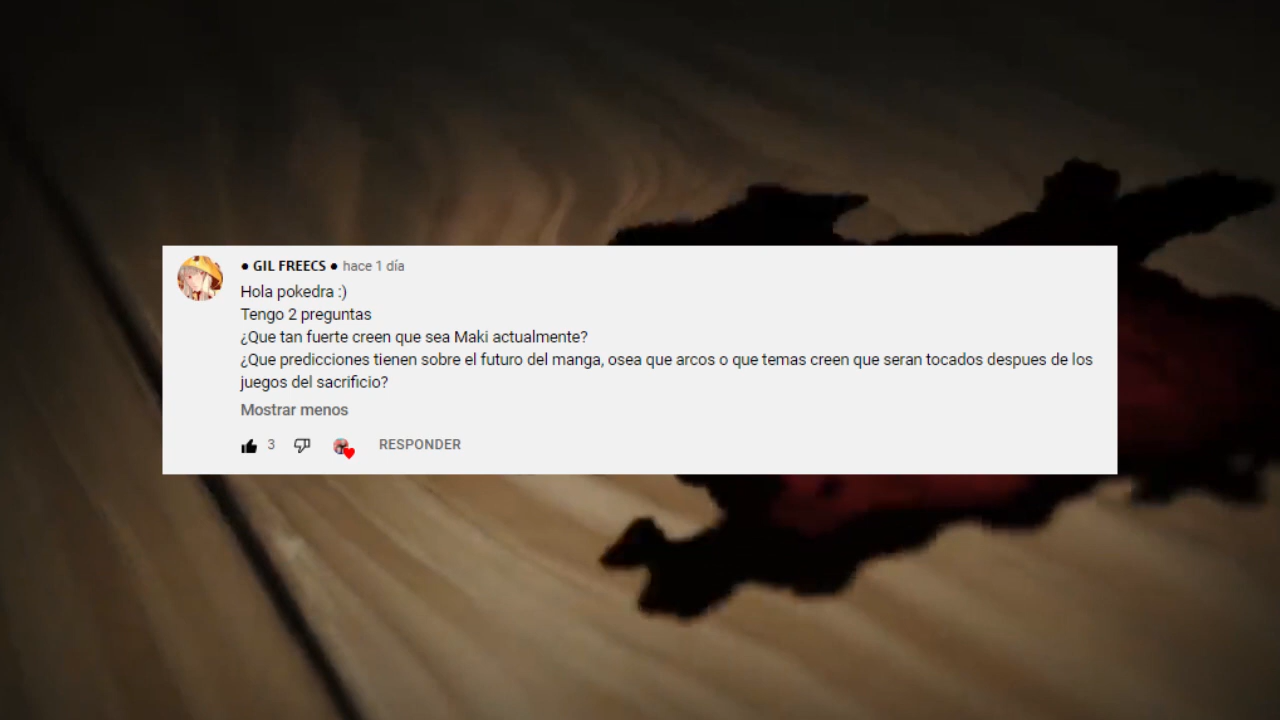 ● GIL FREECS ● hace 1 día
Hola pokedra :)
Tengo 2 preguntas
¿Que tan fuerte creen que sea Maki actualmente?
¿Que predicciones tienen sobre el futuro del manga, osea que arcos o que temas creen que seran tocados despues de los
juegos del sacrificio?
Mostrar menos
3 RESPONDER